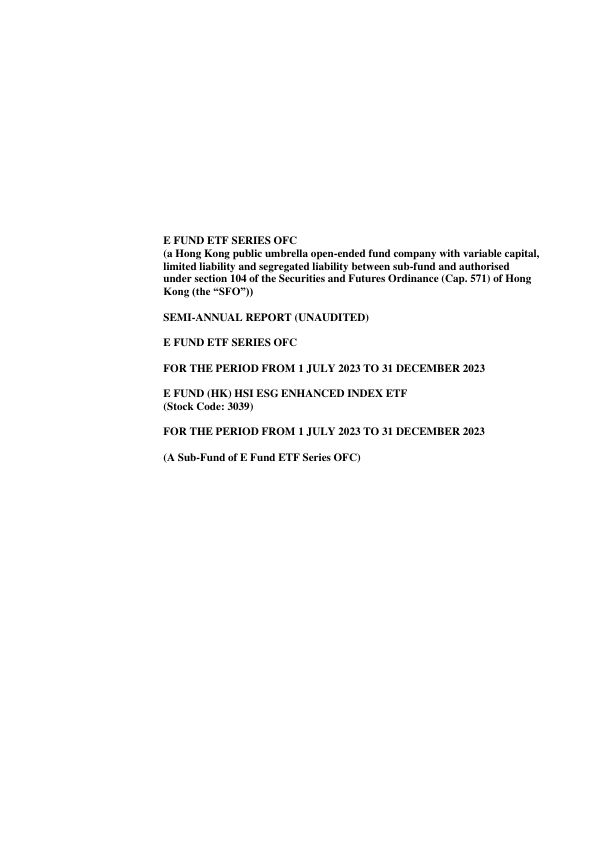 E FUND ETF SERIES OFC
(a Hong Kong public umbrella open-ended fund company with variable capital,
limited liability and segregated liability between sub-fund and authorised
under section 104 of the Securities and Futures Ordinance (Cap. 571) of Hong
Kong (the “SFO”))
SEMI-ANNUAL REPORT (UNAUDITED)
E FUND ETF SERIES OFC
FOR THE PERIOD FROM 1 JULY 2023 TO 31 DECEMBER 2023
E FUND (HK) HSI ESG ENHANCED INDEX ETF
(Stock Code: 3039)
FOR THE PERIOD FROM 1 JULY 2023 TO 31 DECEMBER 2023
(A Sub-Fund of E Fund ETF Series OFC)